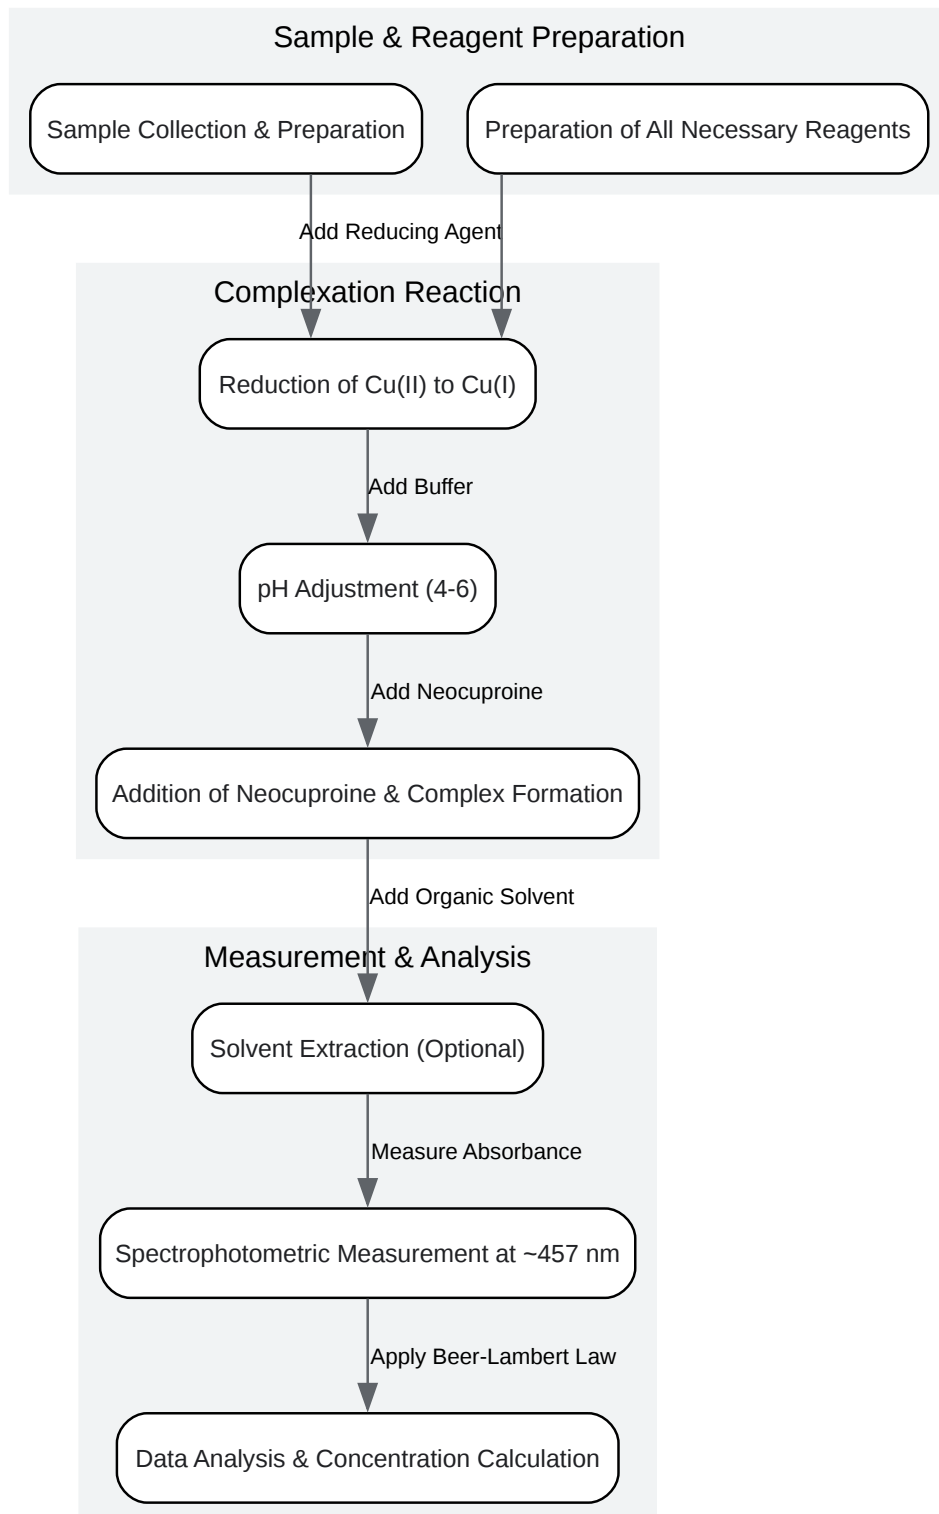 Sample & Reagent Preparation
Sample Collection & Preparation
Preparation of All Necessary Reagents
Add Reducing Agent
Complexation Reaction
Reduction of Cu(II) to Cu(I)
Add Buffer
pH Adjustment (4-6)
Add Neocuproine
Addition of Neocuproine & Complex Formation
Add Organic Solvent
Measurement & Analysis
Solvent Extraction (Optional)
Measure Absorbance
Spectrophotometric Measurement at ~457 nm
Apply Beer-Lambert Law
Data Analysis & Concentration Calculation